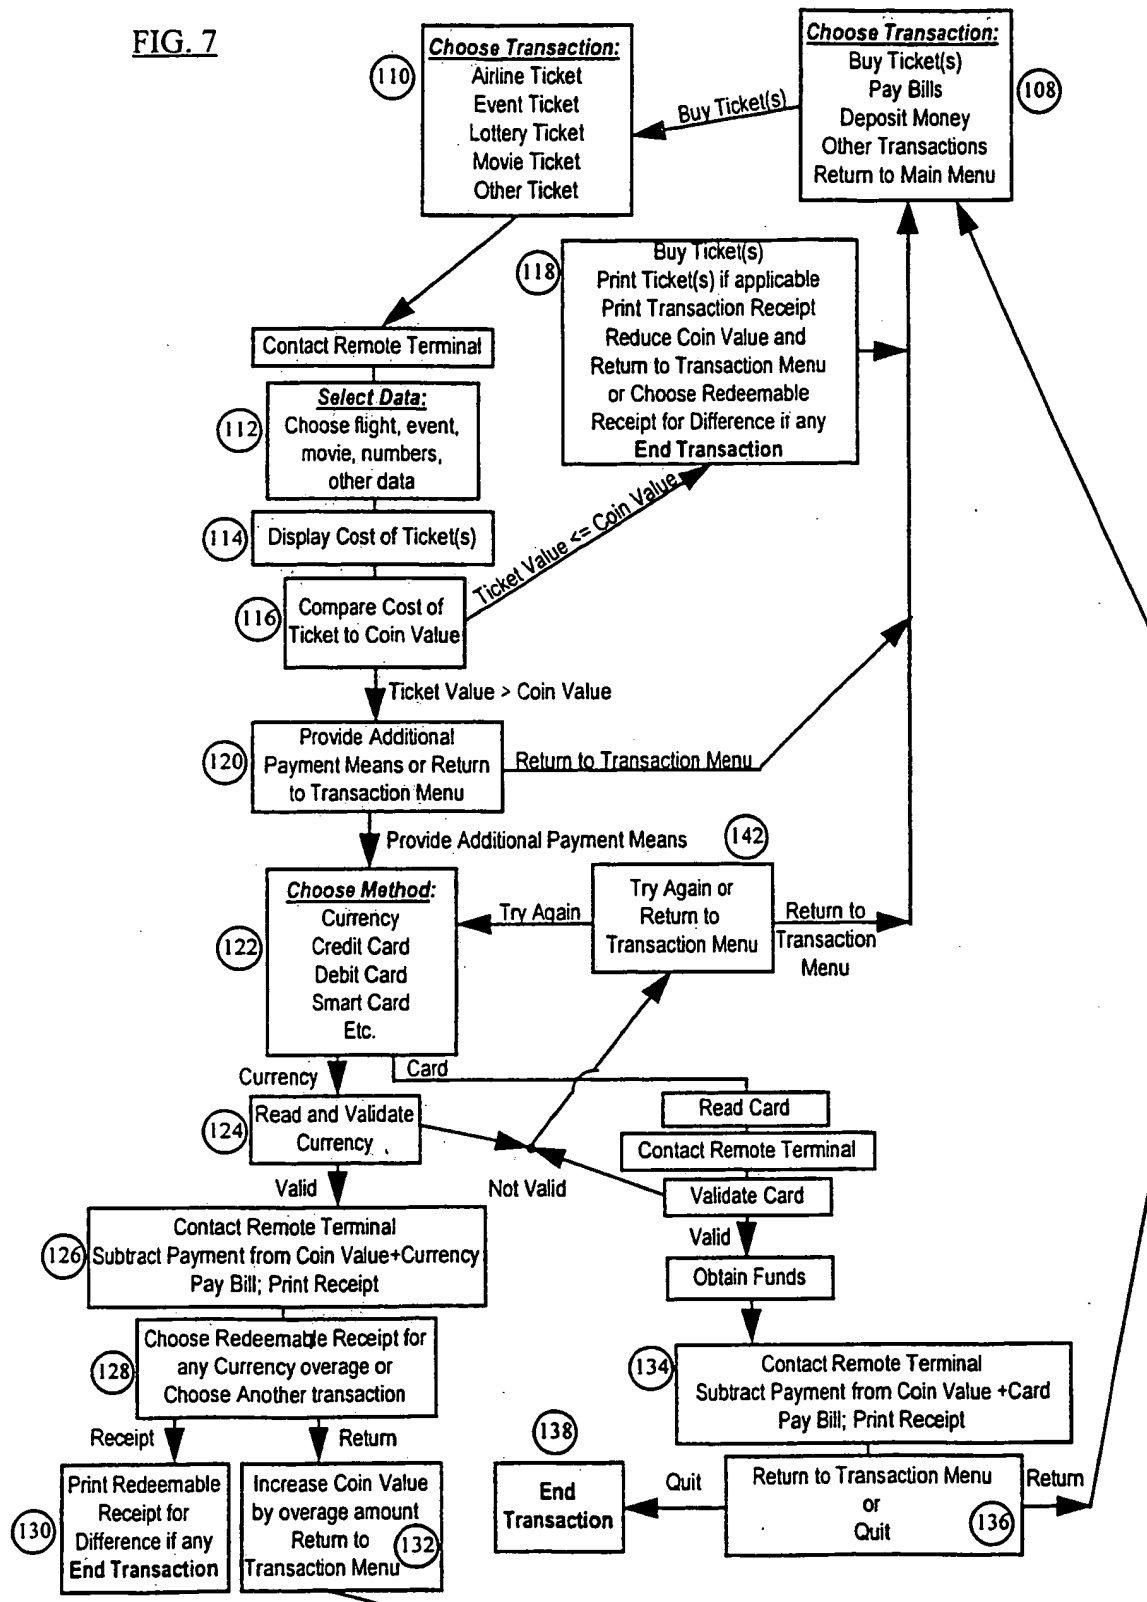 FIG. 7
110
Choose Transaction:
Airline Ticket
Event Ticket
Lottery Ticket
Movie Ticket
Other Ticket
Buy Ticket(s)
Choose Transaction:
Buy Ticket(s)
Pay Bills
Deposit Money
Other Transactions
Return to Main Menu
108
118
Buy Ticket(s)
Print Ticket(s) if applicable
Print Transaction Receipt
Reduce Coin Value and
Return to Transaction Menu
or Choose Redeemable
Receipt for Difference if any
End Transaction
Contact Remote Terminal
112
Select Data:
Choose flight, event,
movie, numbers,
other data
114
Display Cost of Ticket(s)
116
Compare Cost of
Ticket to Coin Value
Ticket Value <= Coin Value
Ticket Value > Coin Value
120
Provide Additional
Payment Means or Return
to Transaction Menu
Return to Transaction Menu
Provide Additional Payment Means
142
122
Choose Method:
Currency
Credit Card
Debit Card
Smart Card
Etc.
Try Again
Try Again or
Return to
Transaction Menu
Return to
Transaction
Menu
Currency
Card
124
Read and Validate
Currency
Read Card
Contact Remote Terminal
Validate Card
Not Valid
Valid
Valid
Obtain Funds
126
Contact Remote Terminal
Subtract Payment from Coin Value+Currency
Pay Bill; Print Receipt
128
Choose Redeemable Receipt for
any Currency overage or
Choose Another transaction
134
Contact Remote Terminal
Subtract Payment from Coin Value +Card
Pay Bill; Print Receipt
Receipt
Return
130
Print Redeemable
Receipt for
Difference if any
End Transaction
Increase Coin Value
by overage amount
Return to
Transaction Menu
132
138
End
Transaction
Quit
Return to Transaction Menu
or
Quit
136
Return